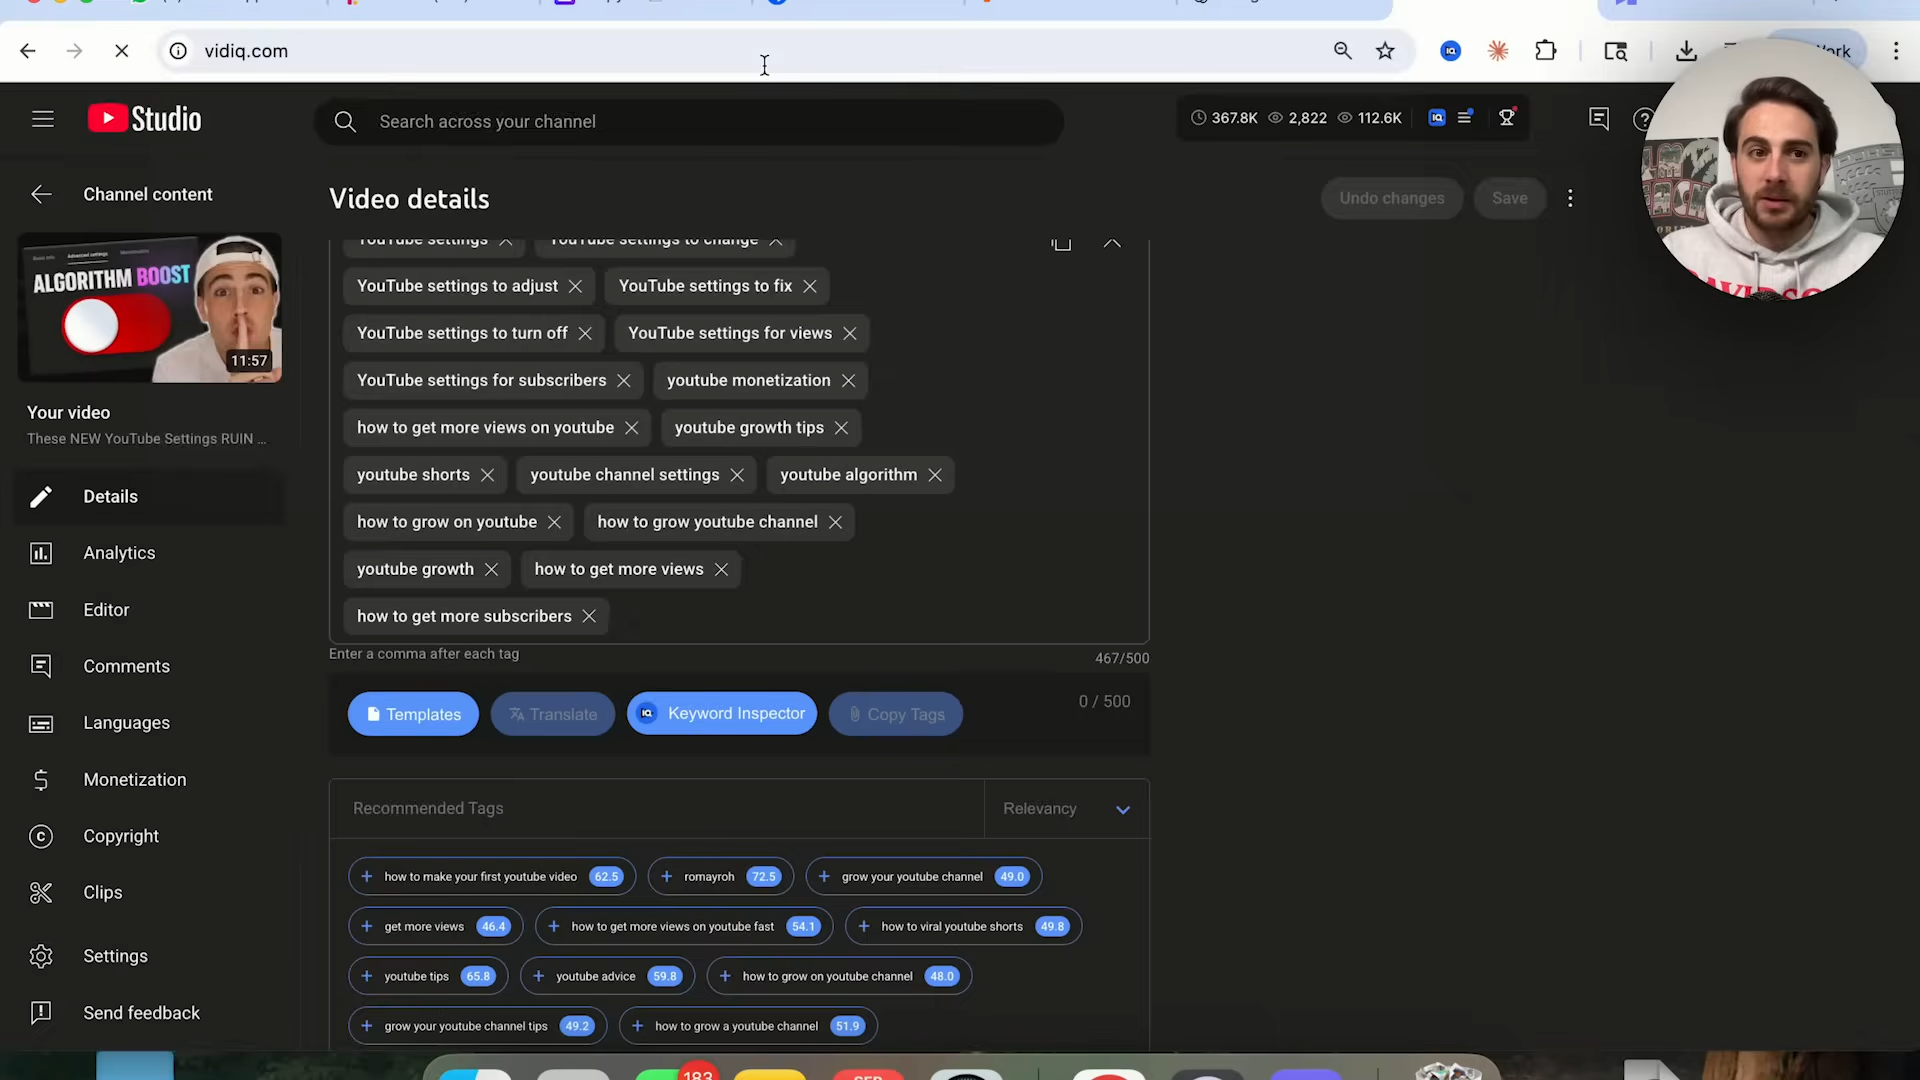 vidiq.com
Work
Studio
Search across your channel
367.8K 2,822 112.6K
IQ
Channel content
Video details
Undo changes
Save
ALGORITHM BOOST
11:57
Your video
These NEW YouTube Settings RUIN ...
Details
Analytics
Editor
Comments
Languages
Monetization
Copyright
Clips
Settings
Send feedback
YouTube settings
YouTube settings to change
YouTube settings to adjust
YouTube settings to fix
YouTube settings to turn off
YouTube settings for views
YouTube settings for subscribers
youtube monetization
how to get more views on youtube
youtube growth tips
youtube shorts
youtube channel settings
youtube algorithm
how to grow on youtube
how to grow youtube channel
youtube growth
how to get more views
how to get more subscribers
Enter a comma after each tag
467/500
Templates
Translate
Keyword Inspector
Copy Tags
0 / 500
Recommended Tags
Relevancy
how to make your first youtube video 62.5
romayroh 72.5
grow your youtube channel 49.0
get more views 46.4
how to get more views on youtube fast 54.1
how to viral youtube shorts 49.8
youtube tips 65.8
youtube advice 59.8
how to grow on youtube channel 48.0
grow your youtube channel tips 49.2
how to grow a youtube channel 51.9
183
SEP